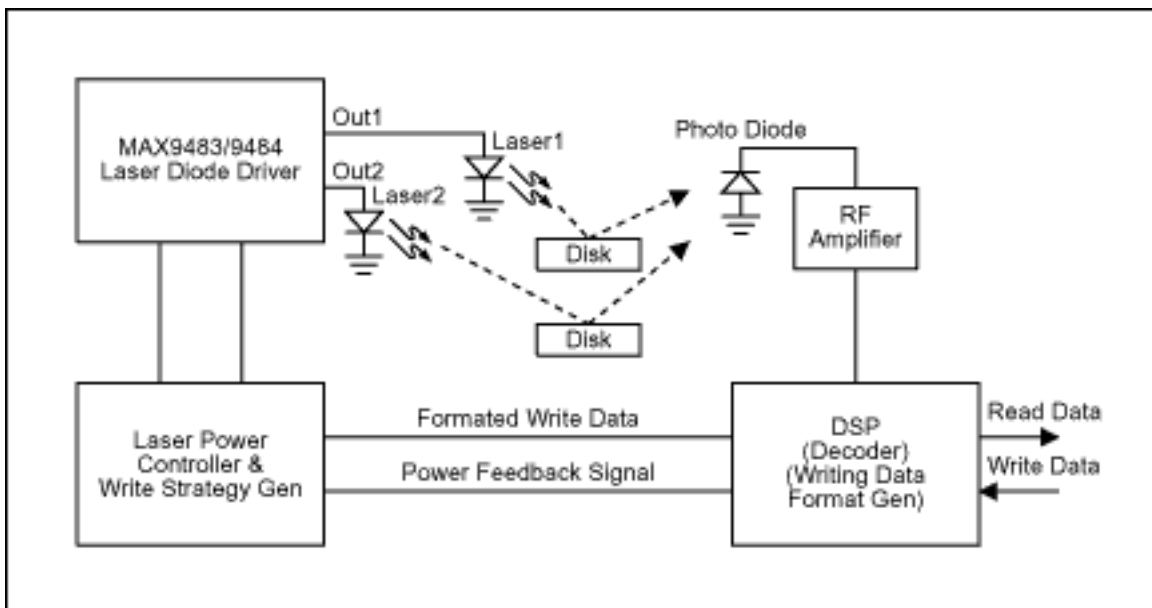 MAX9483/9484
Laser Diode Driver
Out1
Laser1
Out2
Laser2
Photo Diode
RF
Amplifier
Disk
Disk
Laser Power
Controller &
Write Strategy Gen
Formated Write Data
Power Feedback Signal
DSP
(Decoder)
(Writing Data
Format Gen)
Read Data
Write Data